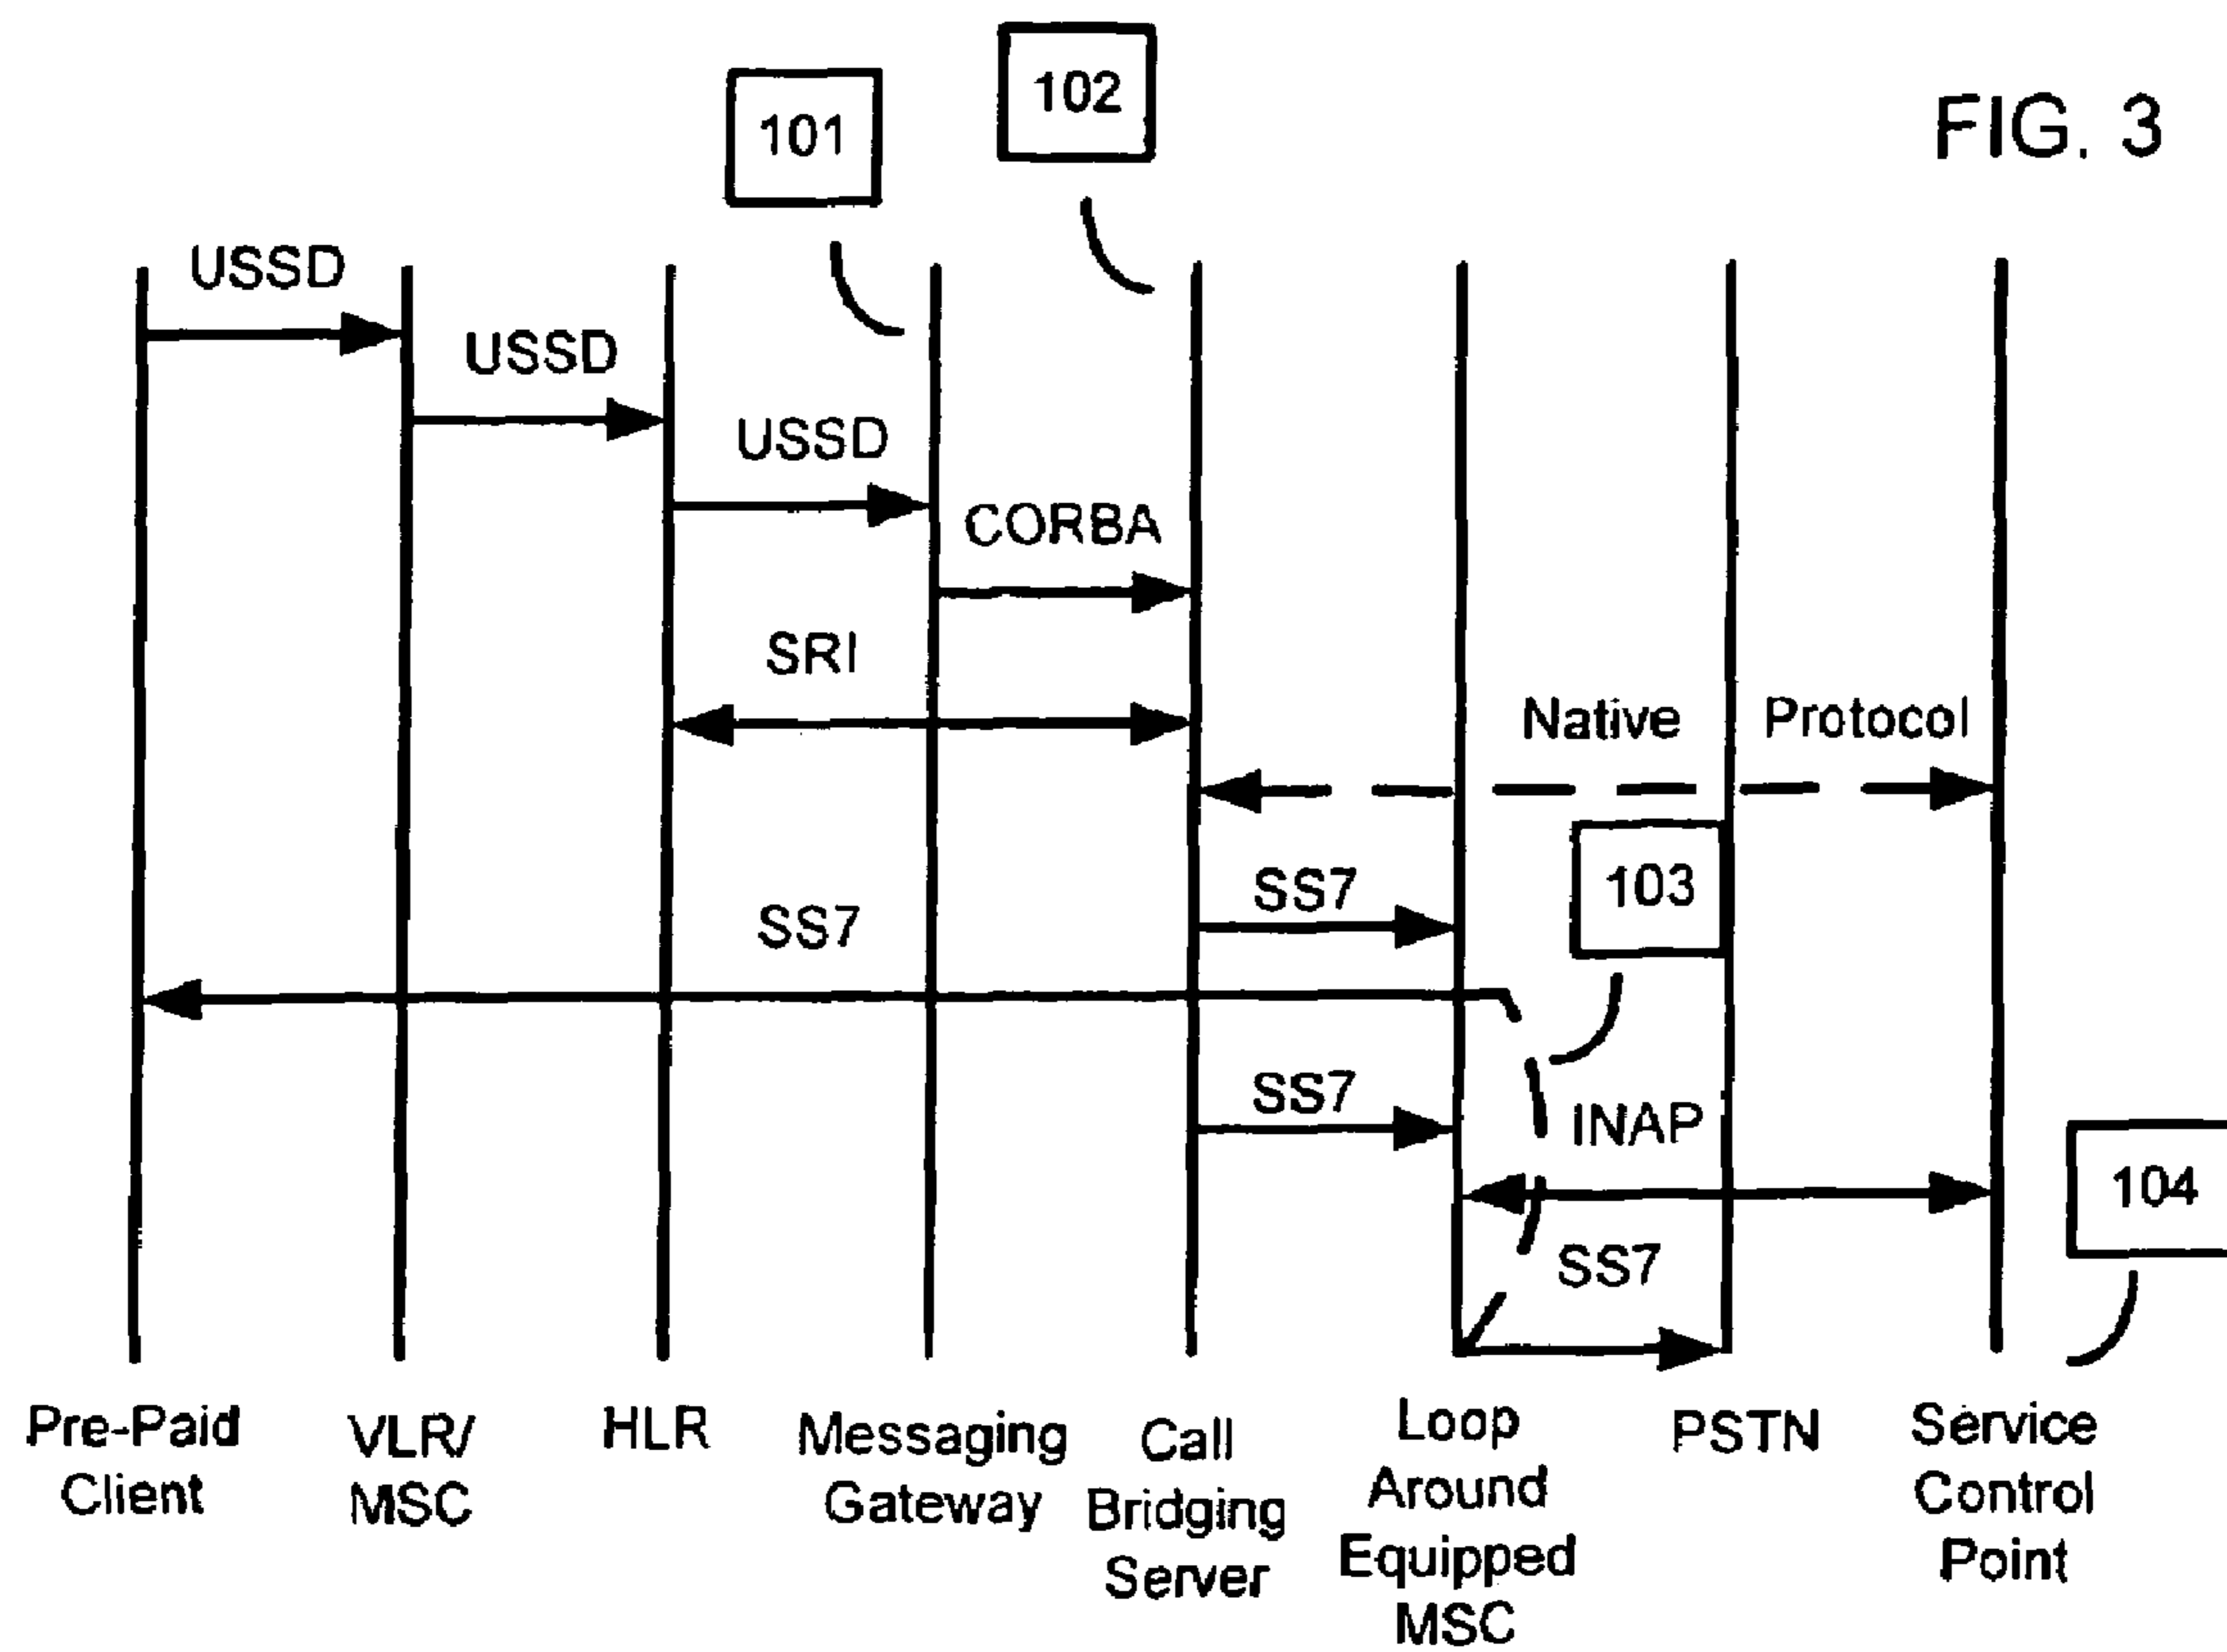 102
FIG. 3
101
USSD
USSD
USSD
CORBA
SRI
Native Protocol
103
SS7
SS7
SS7
INAP
104
SS7
Pre-Paid
Client
VLR/
MSC
HLR
Messaging
Gateway
Call
Bridging
Server
Loop
Around
Equipped
MSC
PSTN
Service
Control
Point